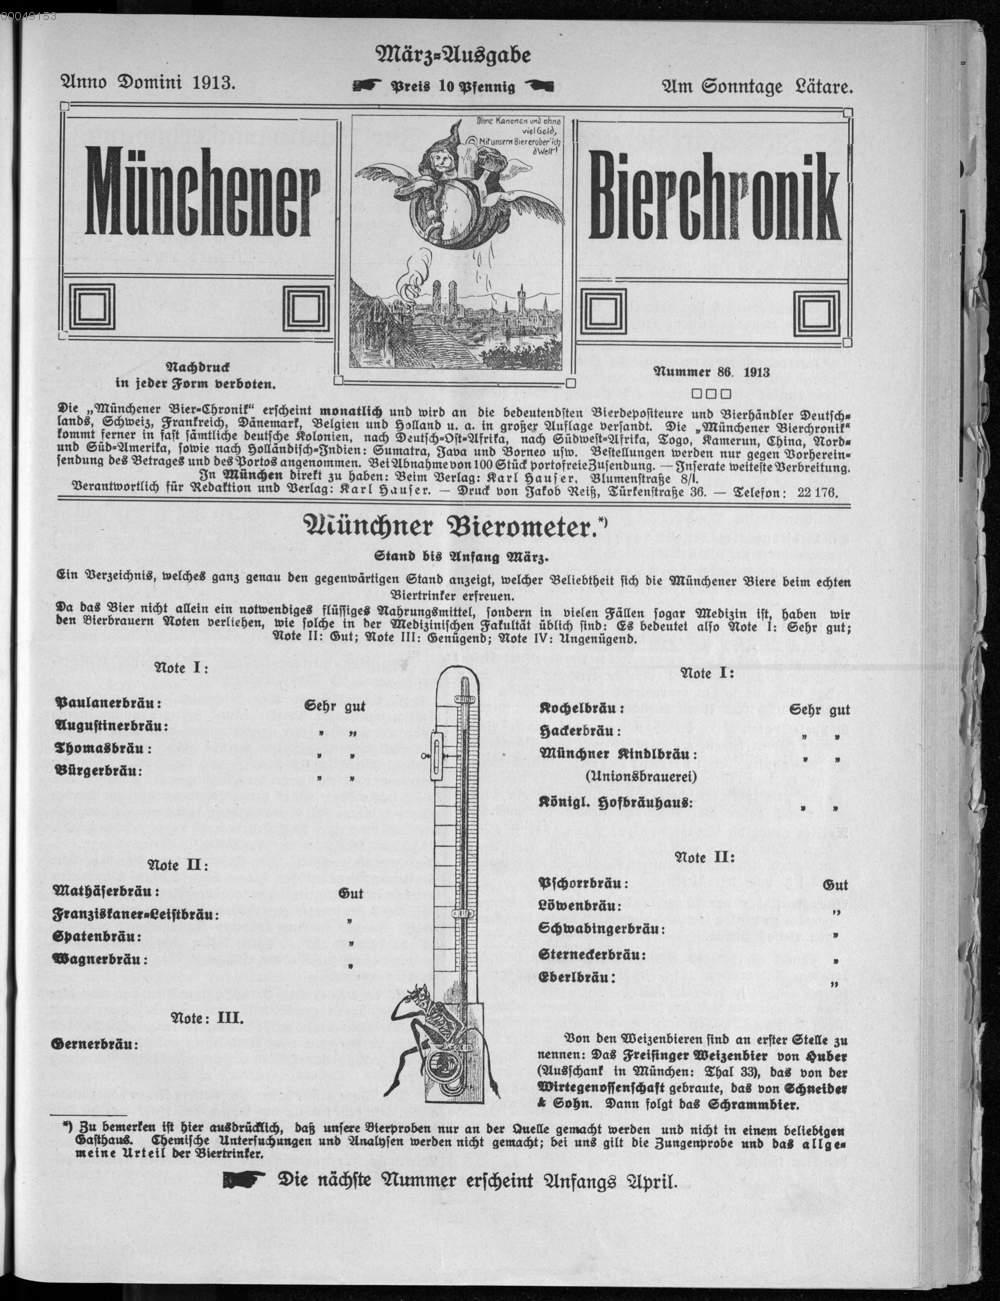 00049153
März=Ausgabe
Anno Domini 1913.
Preis 10 Pfennig
Am Sonntage Lätare.
Münchener
Ohne Kanonen und ohne
viel Geld,
Mit unserm Bier erober' ich
d'Welt!
Bierchronik
Nachdruck
in jeder Form verboten.
Nummer 86. 1913
Die „Münchener Bier=Chronik“ erscheint monatlich und wird an die bedeutendsten Bierdepositeure und Bierhändler Deutsch=
lands, Schweiz, Frankreich, Dänemark, Belgien und Holland u. a. in großer Auflage versandt. Die „Münchener Bierchronik“
kommt ferner in fast sämtliche deutsche Kolonien, nach Deutsch=Ost=Afrika, nach Südwest=Afrika, Togo, Kamerun, China, Nord=
und Süd=Amerika, sowie nach Holländisch=Indien: Sumatra, Java und Borneo usw. Bestellungen werden nur gegen Vorherein=
sendung des Betrages und des Portos angenommen. Bei Abnahme von 100 Stück portofreie Zusendung. — Inserate weiteste Verbreitung.
In München direkt zu haben: Beim Verlag: Karl Hauser, Blumenstraße 8/I.
Verantwortlich für Redaktion und Verlag: Karl Hauser. — Druck von Jakob Reiß, Türkenstraße 36. — Telefon: 22 176.
Münchner Bierometer.*)
Stand bis Anfang März.
Ein Verzeichnis, welches ganz genau den gegenwärtigen Stand anzeigt, welcher Beliebtheit sich die Münchener Biere beim echten
Biertrinker erfreuen.
Da das Bier nicht allein ein notwendiges flüssiges Nahrungsmittel, sondern in vielen Fällen sogar Medizin ist, haben wir
den Bierbrauern Noten verliehen, wie solche in der Medizinischen Fakultät üblich sind: Es bedeutet also Note I: Sehr gut;
Note II: Gut; Note III: Genügend; Note IV: Ungenügend.
Note I:
Paulanerbräu: Sehr gut
Augustinerbräu: „ „
Thomasbräu: „ „
Bürgerbräu: „ „
Note II:
Mathäserbräu: Gut
Franziskaner=Leistbräu: „
Spatenbräu: „
Wagnerbräu: „
Note: III.
Gernerbräu:
Note I:
Kochelbräu: Sehr gut
Hackerbräu: „ „
Münchner Kindlbräu: „ „
(Unionsbrauerei)
Königl. Hofbräuhaus: „ „
Note II:
Pschorrbräu: Gut
Löwenbräu: „
Schwabingerbräu: „
Sterneckerbräu: „
Eberlbräu: „
Von den Weizenbieren sind an erster Stelle zu
nennen: Das Freisinger Weizenbier von Huber
(Ausschank in München: Thal 33), das von der
Wirtegenossenschaft gebraute, das von Schneider
& Sohn. Dann folgt das Schrammbier.
*) Zu bemerken ist hier ausdrücklich, daß unsere Bierproben nur an der Quelle gemacht werden und nicht in einem beliebigen
Gasthaus. Chemische Untersuchungen und Analysen werden nicht gemacht; bei uns gilt die Zungenprobe und das allge=
meine Urteil der Biertrinker.
Die nächste Nummer erscheint Anfangs April.